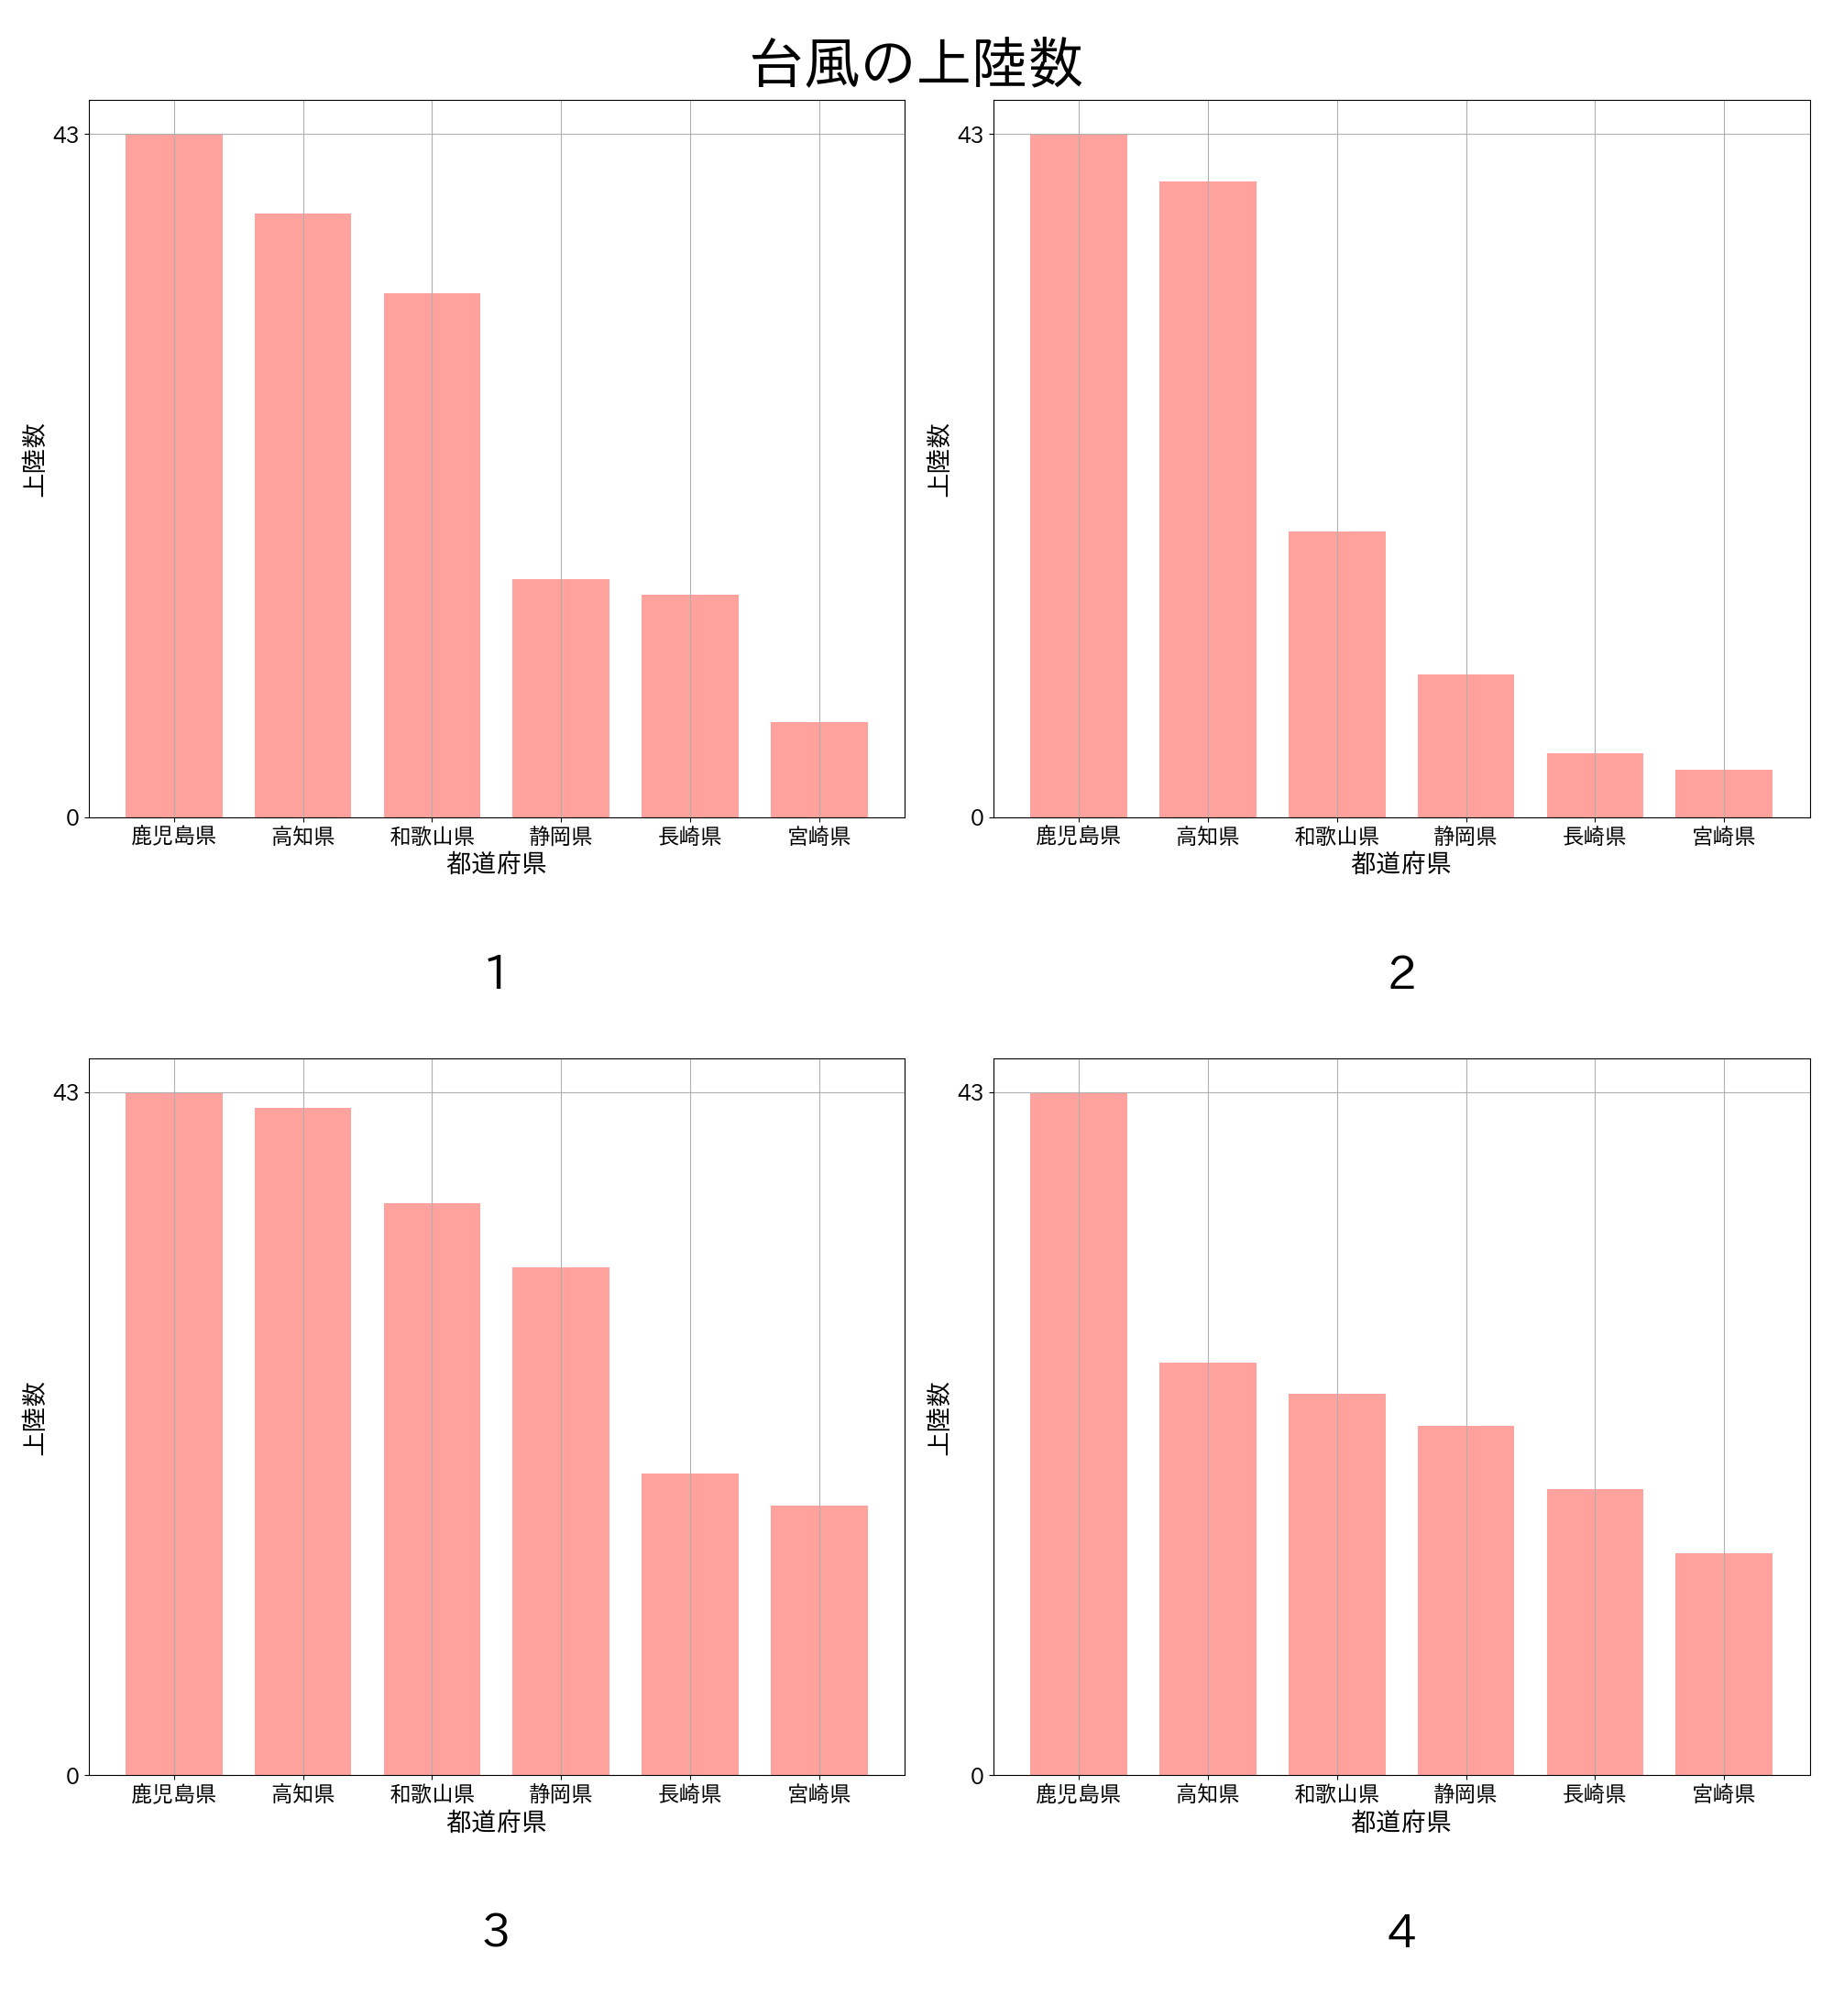 台風の上陸数
43
0
上陸数
鹿児島県 高知県 和歌山県 静岡県 長崎県 宮崎県
都道府県
1
43
0
上陸数
鹿児島県 高知県 和歌山県 静岡県 長崎県 宮崎県
都道府県
2
43
0
上陸数
鹿児島県 高知県 和歌山県 静岡県 長崎県 宮崎県
都道府県
3
43
0
上陸数
鹿児島県 高知県 和歌山県 静岡県 長崎県 宮崎県
都道府県
4